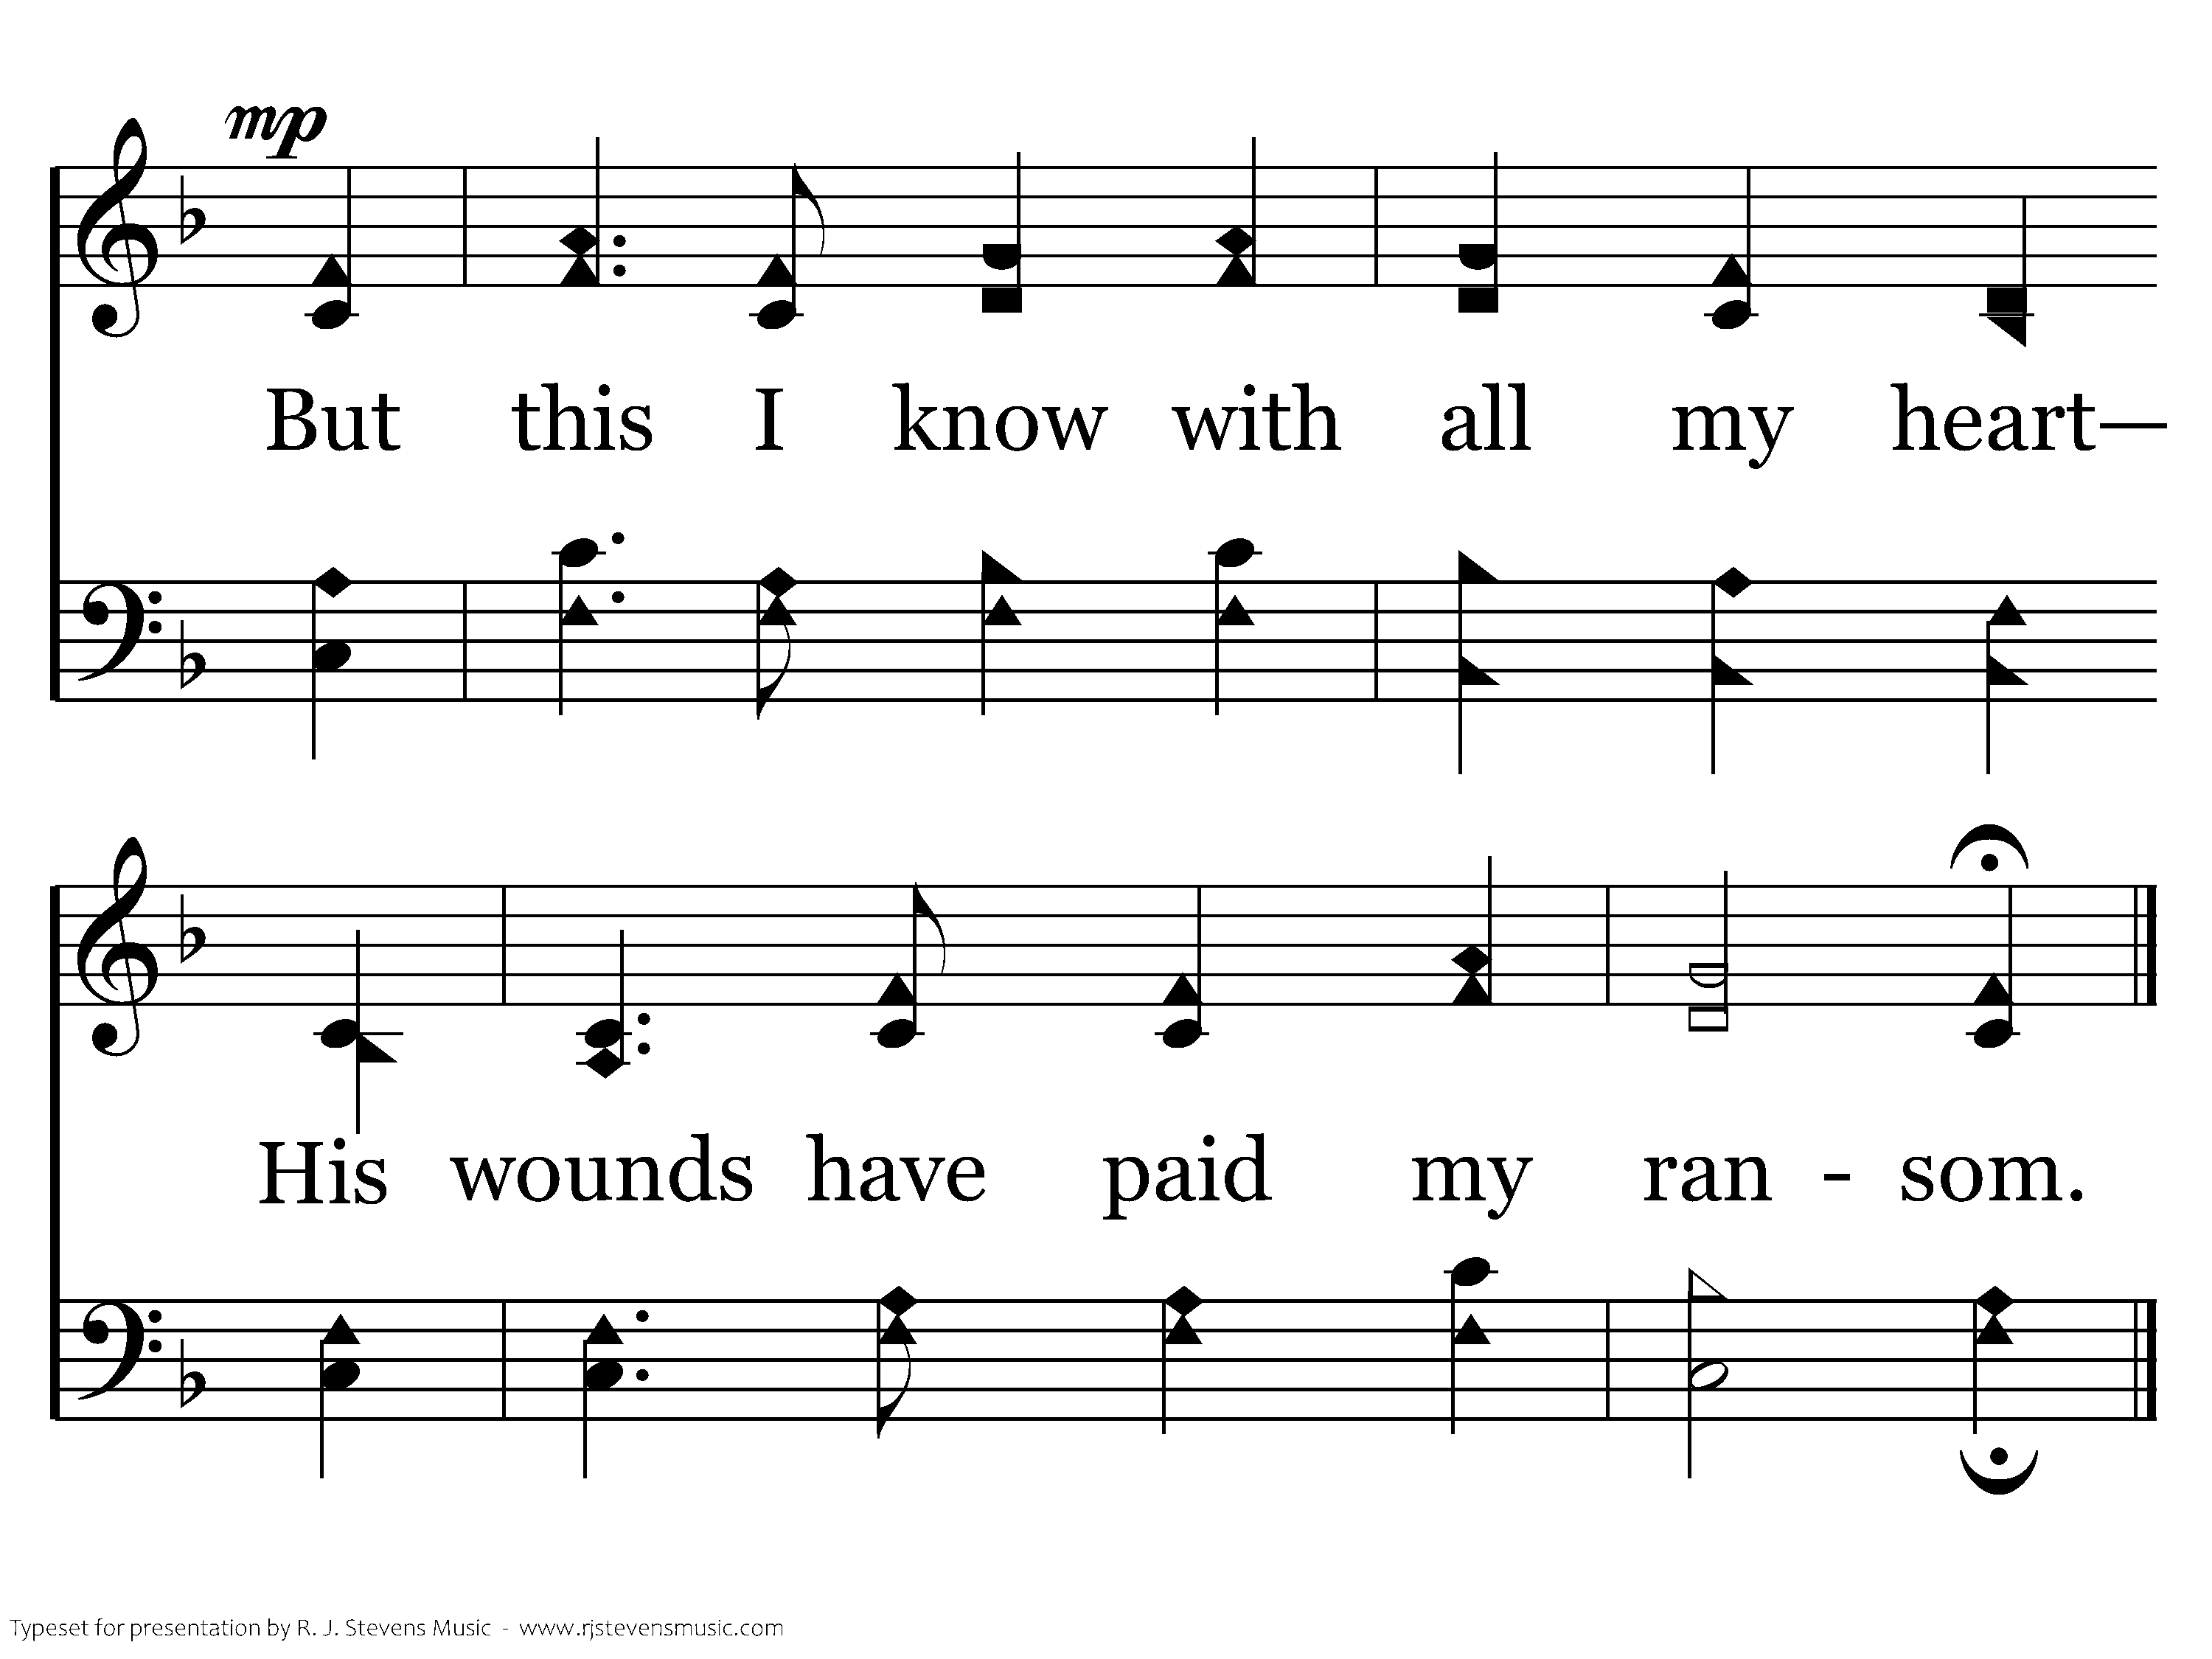 mp
But this I know with all my heart—
His wounds have paid my ran - som.
Typeset for presentation by R. J. Stevens Music - www.rjstevensmusic.com